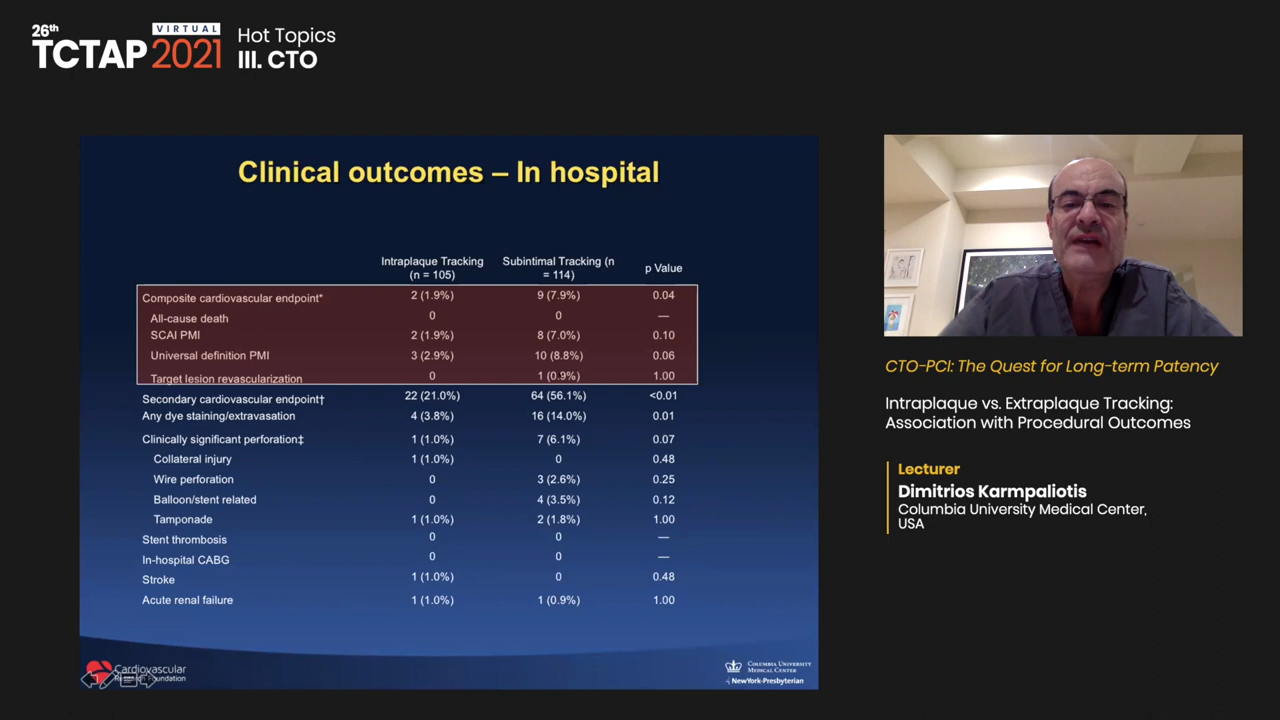 26th
VIRTUAL
TCTAP 2021
Hot Topics
III. CTO
Clinical outcomes – In hospital
Intraplaque Tracking (n = 105) Subintimal Tracking (n = 114) p Value
Composite cardiovascular endpoint* 2 (1.9%) 9 (7.9%) 0.04
All-cause death 0 0 —
SCAI PMI 2 (1.9%) 8 (7.0%) 0.10
Universal definition PMI 3 (2.9%) 10 (8.8%) 0.06
Target lesion revascularization 0 1 (0.9%) 1.00
Secondary cardiovascular endpoint† 22 (21.0%) 64 (56.1%) <0.01
Any dye staining/extravasation 4 (3.8%) 16 (14.0%) 0.01
Clinically significant perforation‡ 1 (1.0%) 7 (6.1%) 0.07
Collateral injury 1 (1.0%) 0 0.48
Wire perforation 0 3 (2.6%) 0.25
Balloon/stent related 0 4 (3.5%) 0.12
Tamponade 1 (1.0%) 2 (1.8%) 1.00
Stent thrombosis 0 0 —
In-hospital CABG 0 0 —
Stroke 1 (1.0%) 0 0.48
Acute renal failure 1 (1.0%) 1 (0.9%) 1.00
Cardiovascular
Research Foundation
COLUMBIA UNIVERSITY
MEDICAL CENTER
NewYork-Presbyterian
CTO-PCI: The Quest for Long-term Patency
Intraplaque vs. Extraplaque Tracking:
Association with Procedural Outcomes
Lecturer
Dimitrios Karmpaliotis
Columbia University Medical Center,
USA